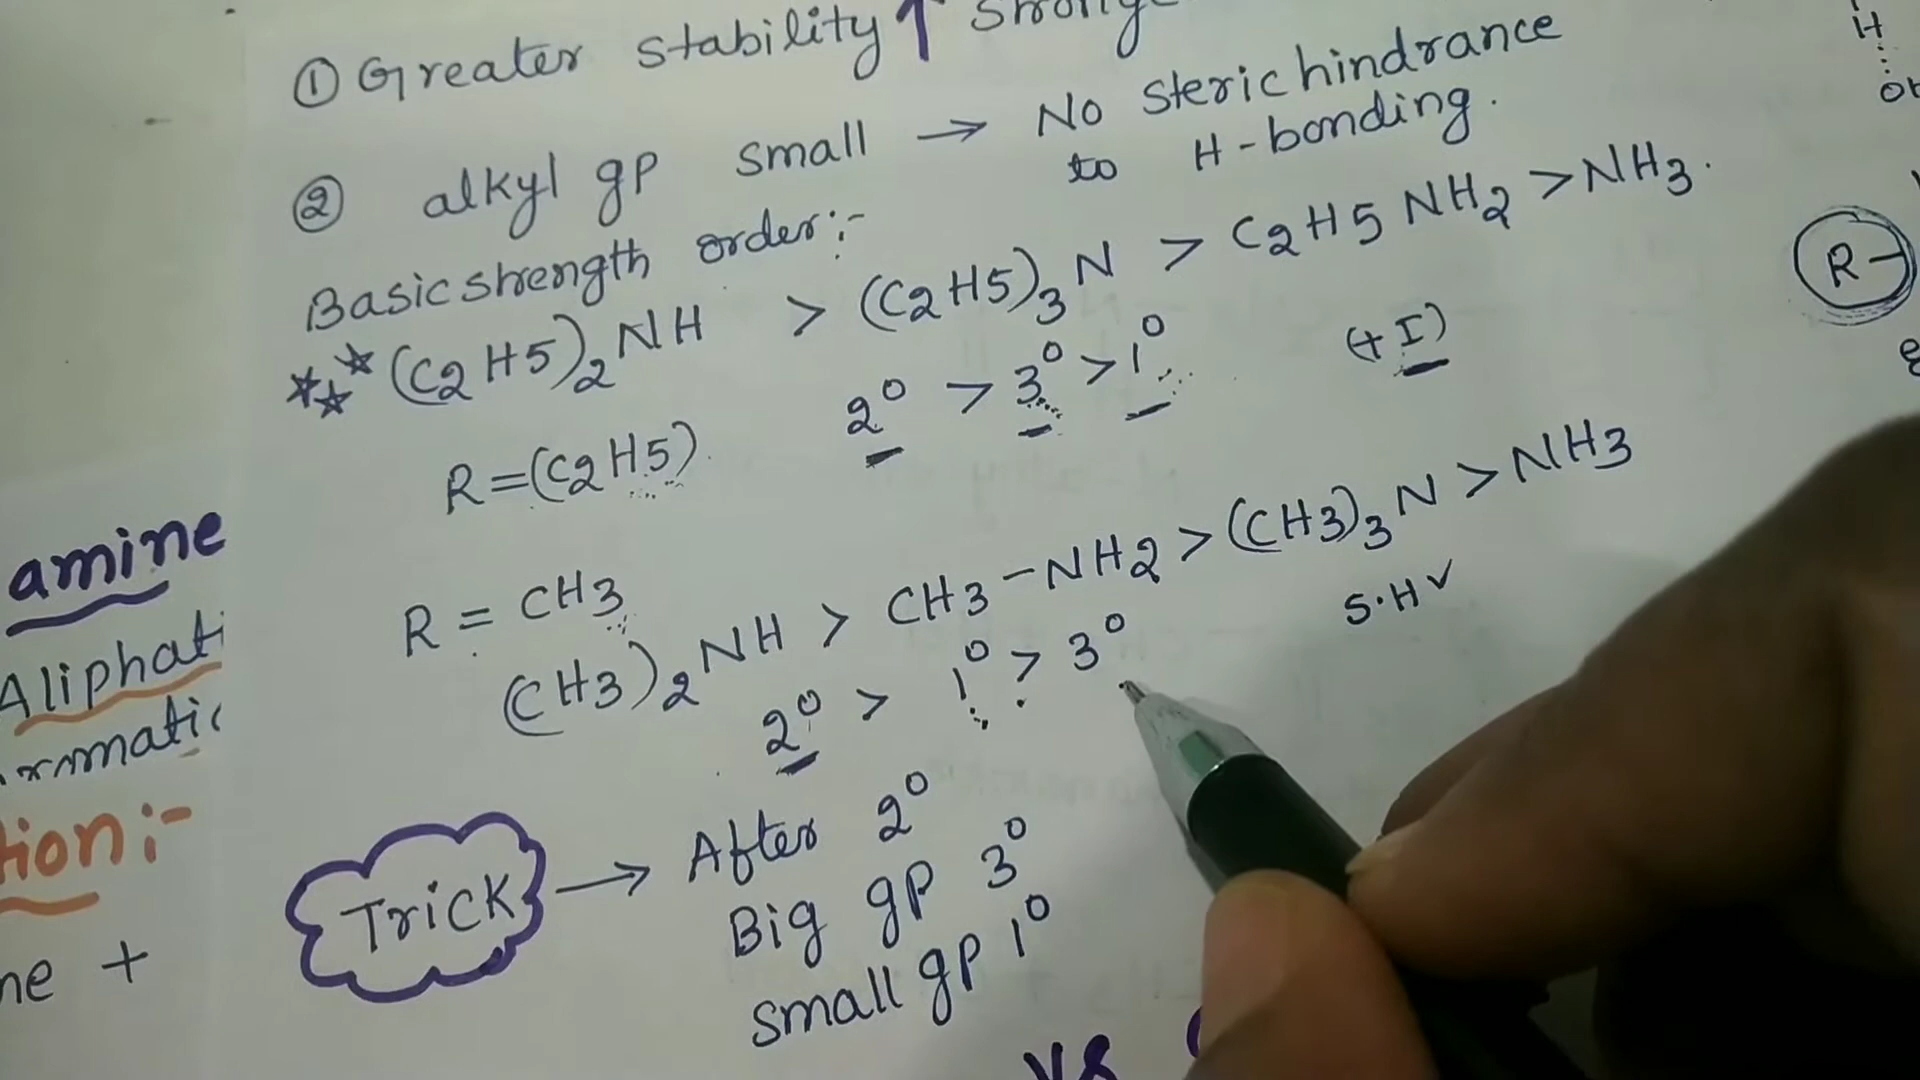 ① Greater stability ↑
② alkyl gp small → No steric hindrance
to H-bonding.
Basic strength order:-
(C2H5)2NH > (C2H5)3N > C2H5NH2 > NH3.
2° > 3° > 1°
(+I)
R=(C2H5)
R = CH3
(CH3)2NH > CH3-NH2 > (CH3)3N > NH3
2° > 1° > 3°
S.H ✓
Trick → After 2°
Big gp 3°
small gp 1°
vs
amine
H
R-
+